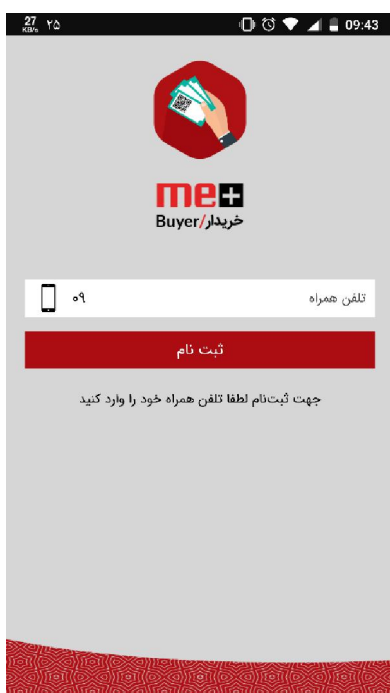 27 ۲۵ 09:43
KB/s
me+
خریدار/Buyer
تلفن همراه ۰۹
ثبت نام
جهت ثبت‌نام لطفا تلفن همراه خود را وارد کنید